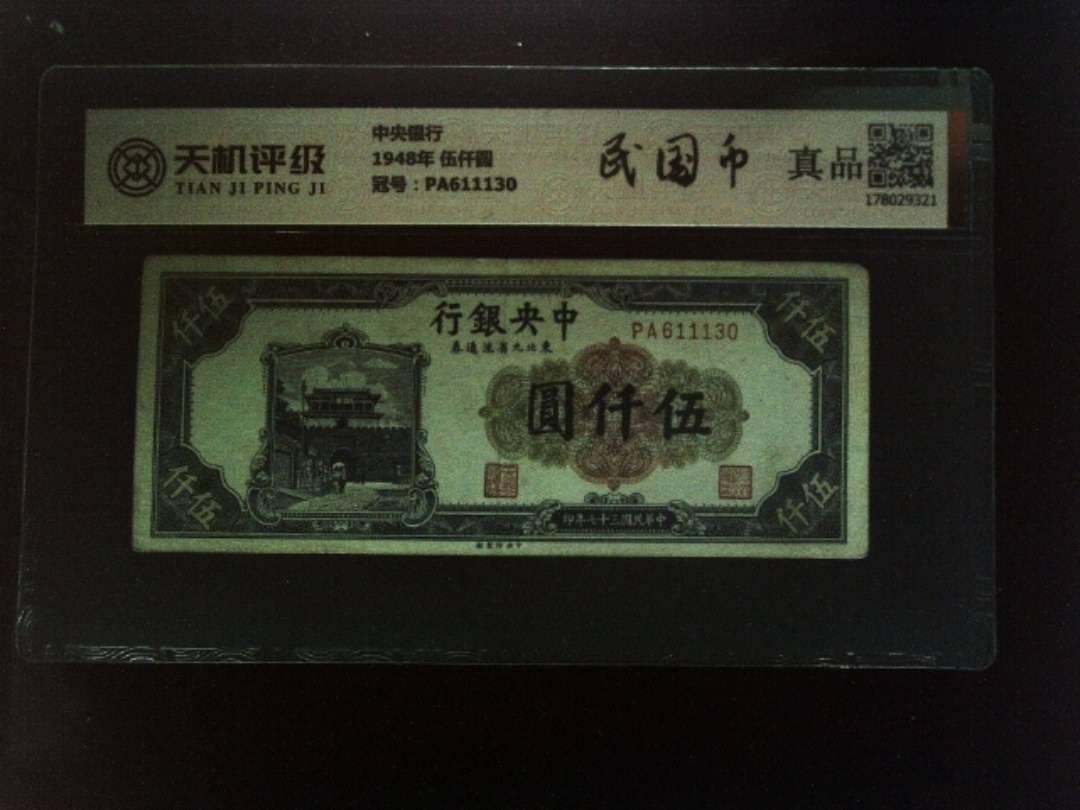 天机评级
TIAN JI PING JI
中央银行
1948年 伍仟圓
冠号：PA611130
民国币
真品
178029321
仟伍
仟伍
行銀央中
PA611130
券通流省九北東
圓仟伍
印年七十三國民華中
仟伍
仟伍